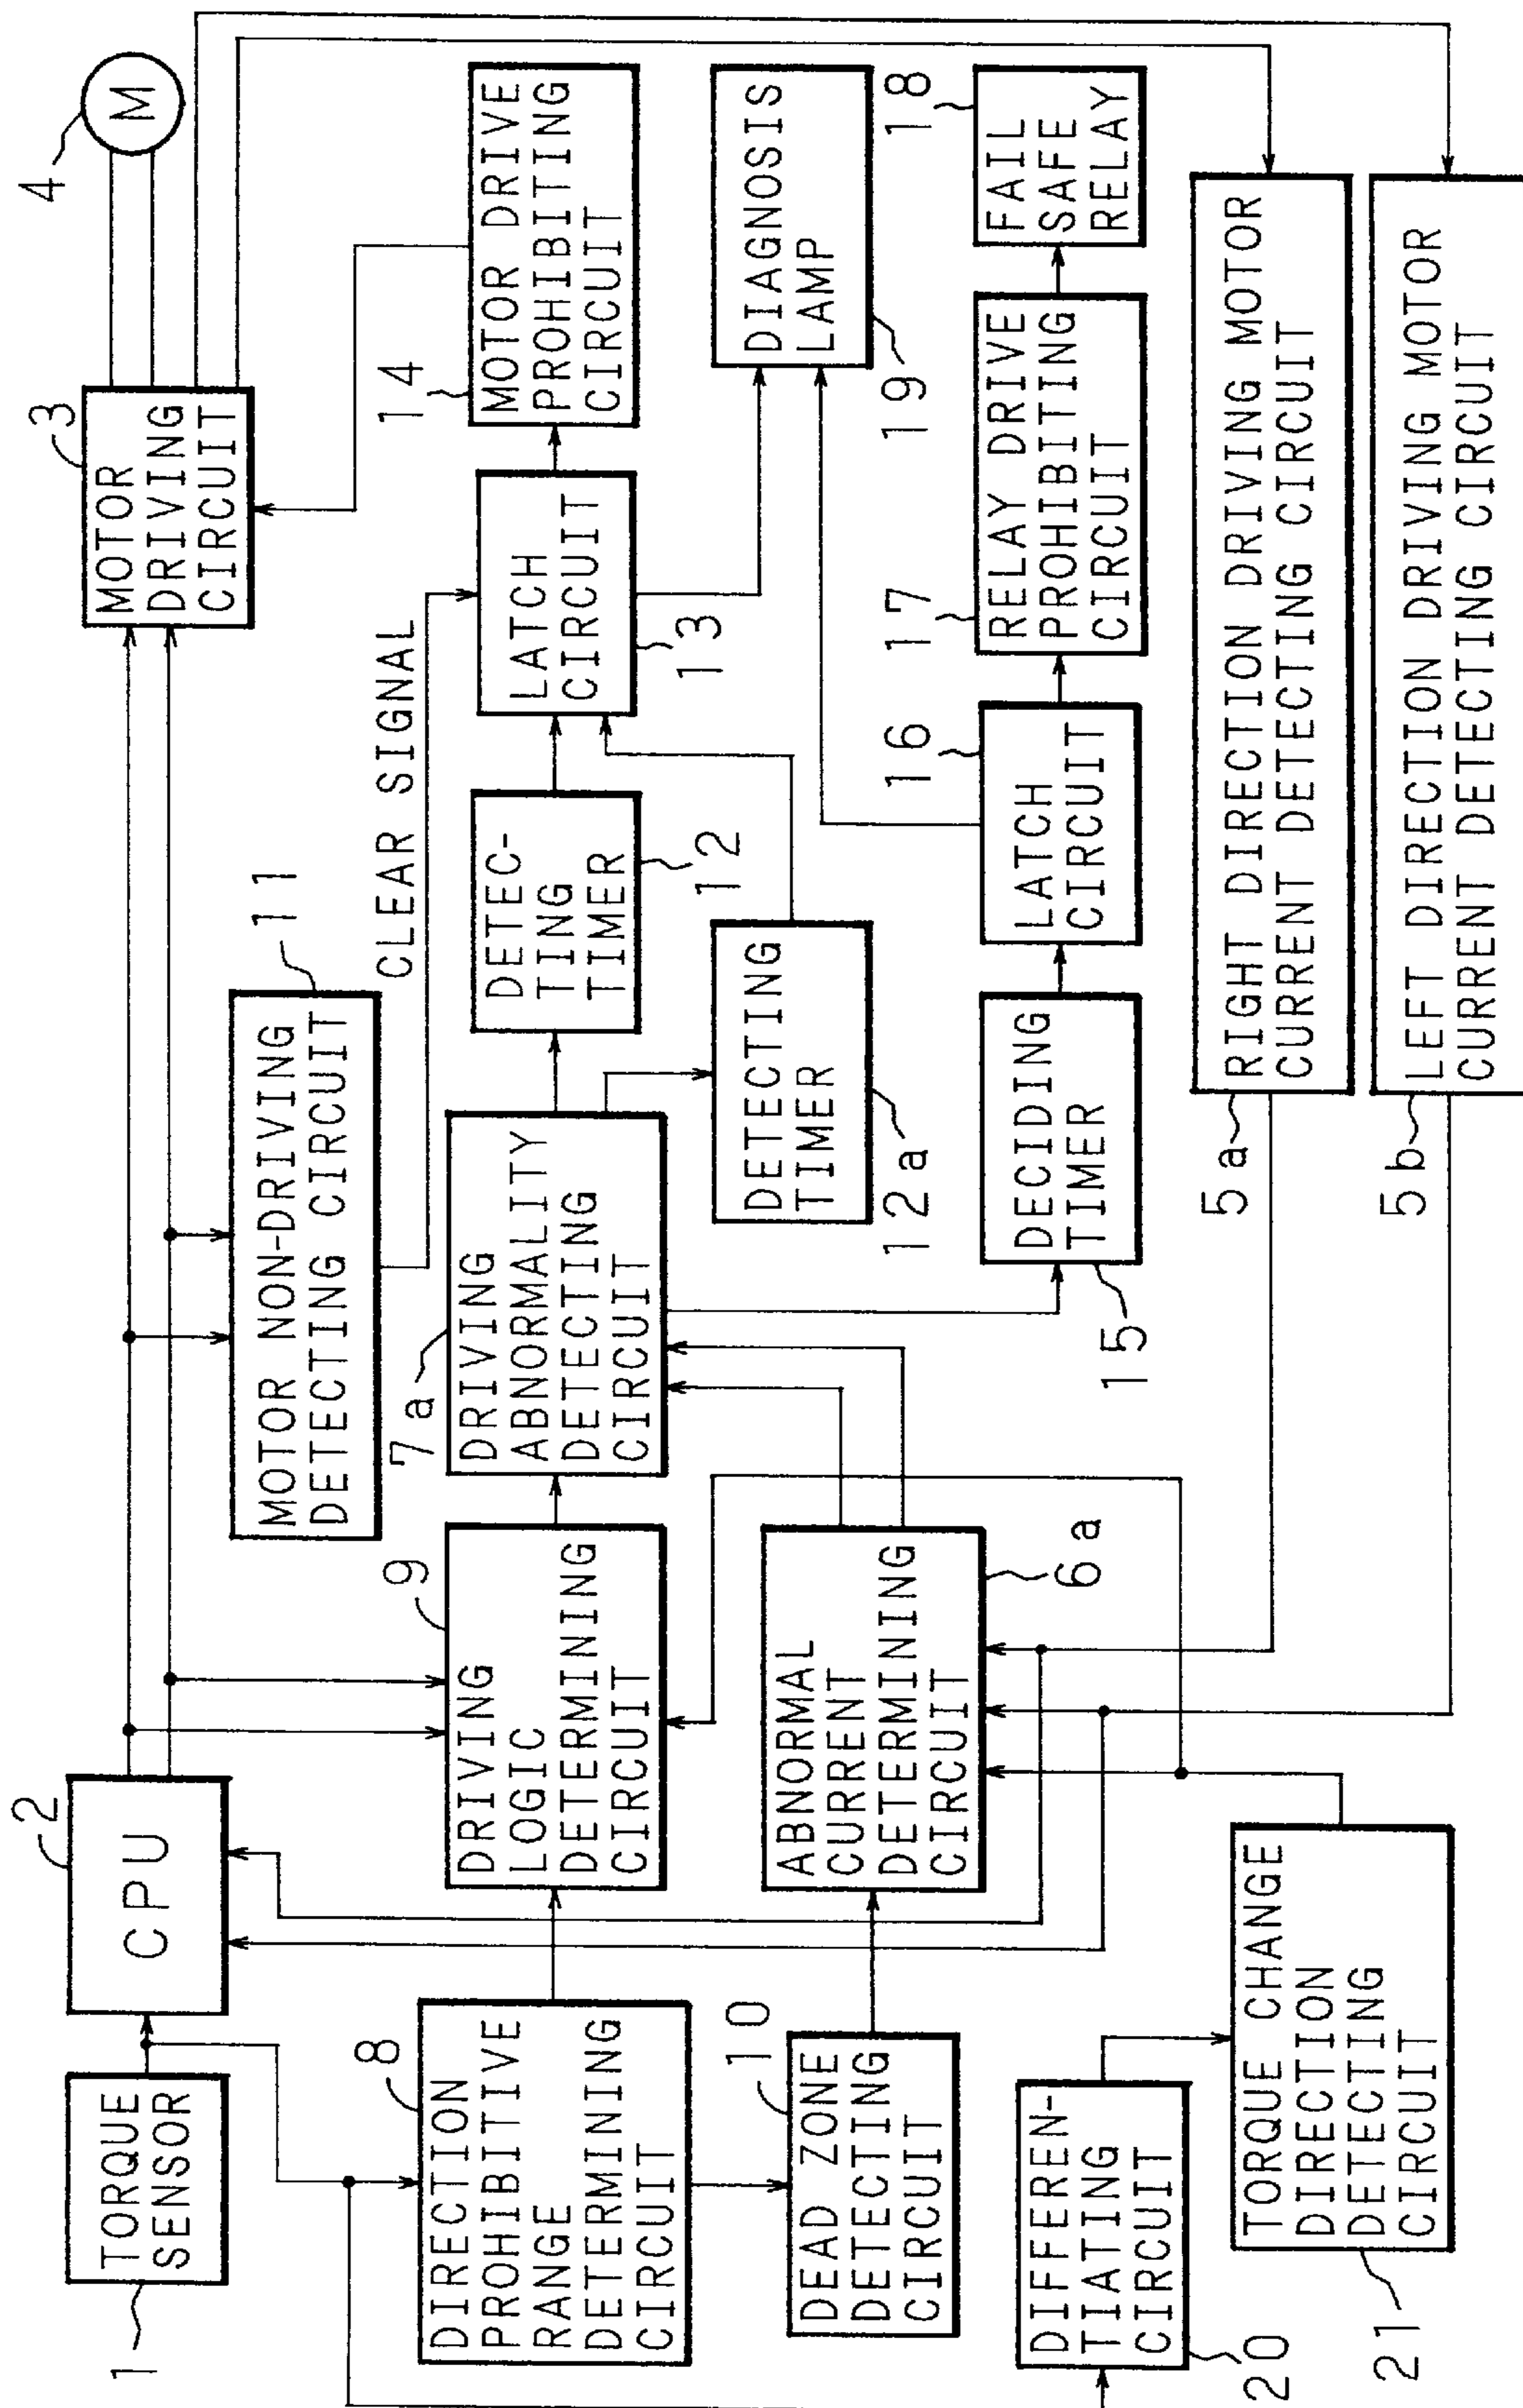 1
TORQUE
SENSOR
2
CPU
3
MOTOR
DRIVING
CIRCUIT
4
M
11
MOTOR NON-DRIVING
DETECTING CIRCUIT
CLEAR SIGNAL
8
DIRECTION
PROHIBITIVE
RANGE
DETERMINING
CIRCUIT
9
DRIVING
LOGIC
DETERMINING
CIRCUIT
7a
DRIVING
ABNORMALITY
DETECTING
CIRCUIT
DETEC-
TING
TIMER
12
LATCH
CIRCUIT
13
14
MOTOR DRIVE
PROHIBITING
CIRCUIT
10
DEAD ZONE
DETECTING
CIRCUIT
ABNORMAL
CURRENT
DETERMINING
CIRCUIT
6a
DETECTING
TIMER
12a
DIAGNOSIS
LAMP
19
DIFFEREN-
TIATING
CIRCUIT
20
DECIDING
TIMER
15
16
LATCH
CIRCUIT
17
RELAY DRIVE
PROHIBITING
CIRCUIT
18
FAIL
SAFE
RELAY
TORQUE CHANGE
DIRECTION
DETECTING
CIRCUIT
21
5a
RIGHT DIRECTION DRIVING MOTOR
CURRENT DETECTING CIRCUIT
5b
LEFT DIRECTION DRIVING MOTOR
CURRENT DETECTING CIRCUIT